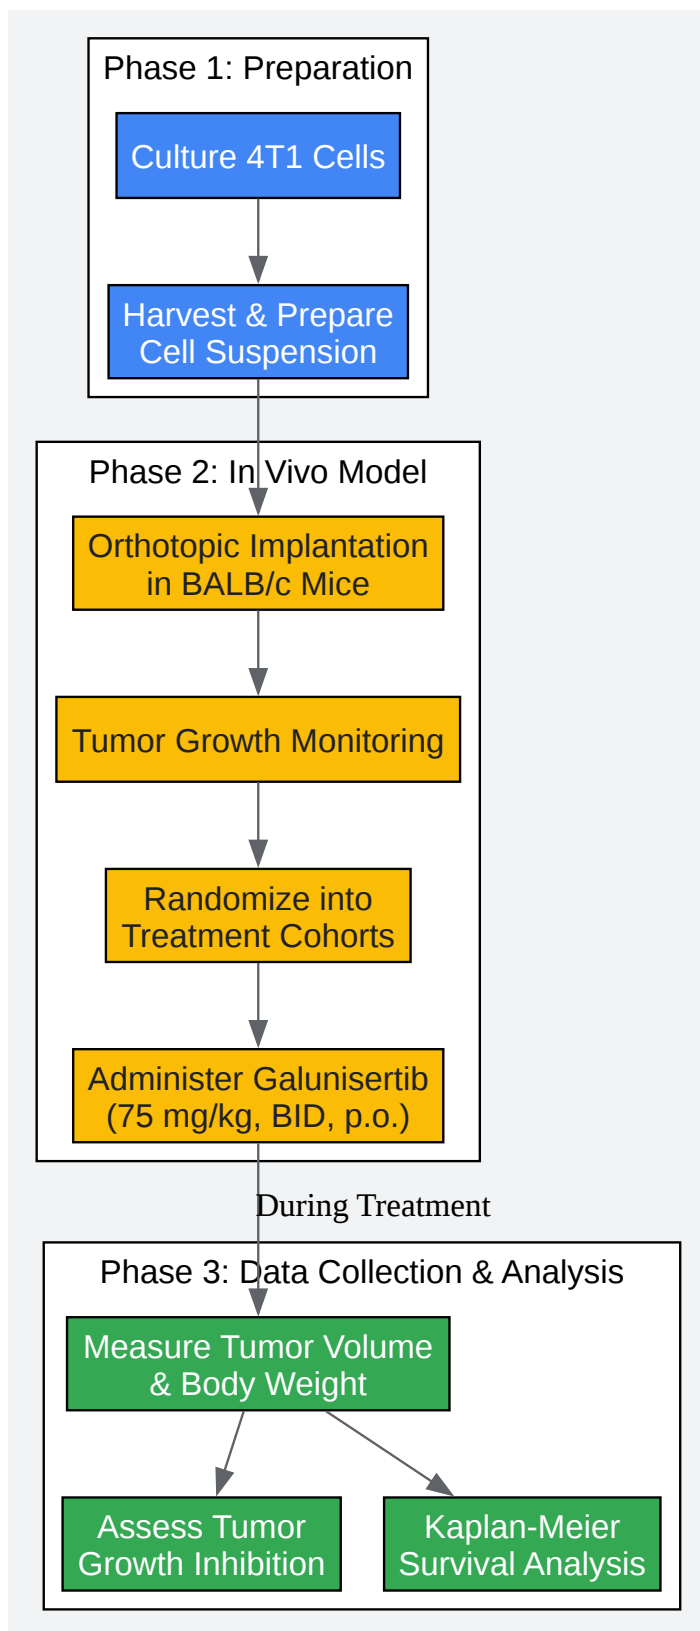 Phase 1: Preparation
Culture 4T1 Cells
Harvest & Prepare
Cell Suspension
Phase 2: In Vivo Model
Orthotopic Implantation
in BALB/c Mice
Tumor Growth Monitoring
Randomize into
Treatment Cohorts
Administer Galunisertib
(75 mg/kg, BID, p.o.)
During Treatment
Phase 3: Data Collection & Analysis
Measure Tumor Volume
& Body Weight
Assess Tumor
Growth Inhibition
Kaplan-Meier
Survival Analysis